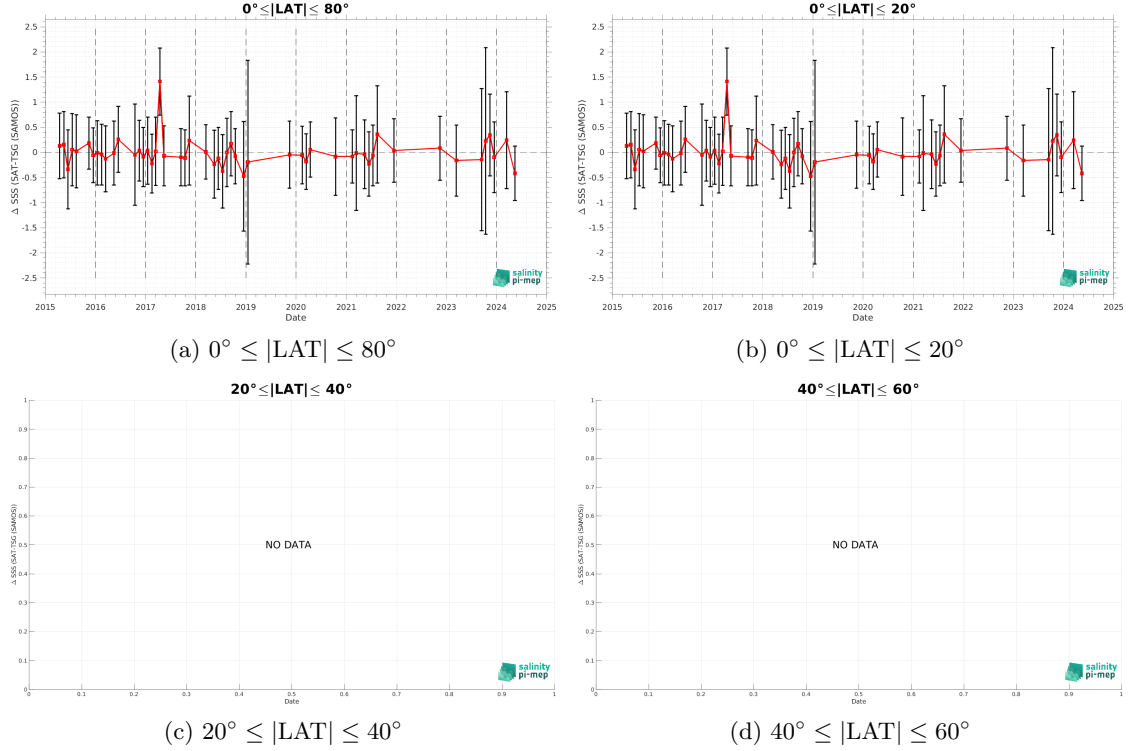 0°≤|LAT|≤ 80°
2.5
2
1.5
1
0.5
0
-0.5
-1
-1.5
-2
-2.5
Δ SSS (SAT-TSG (SAMOS))
salinity
pi-mep
2015 2016 2017 2018 2019 2020 2021 2022 2023 2024 2025
Date
(a) 0° ≤ |LAT| ≤ 80°
0°≤|LAT|≤ 20°
2.5
2
1.5
1
0.5
0
-0.5
-1
-1.5
-2
-2.5
Δ SSS (SAT-TSG (SAMOS))
salinity
pi-mep
2015 2016 2017 2018 2019 2020 2021 2022 2023 2024 2025
Date
(b) 0° ≤ |LAT| ≤ 20°
20°≤|LAT|≤ 40°
1
0.9
0.8
0.7
0.6
0.5
0.4
0.3
0.2
0.1
0
Δ SSS (SAT-TSG (SAMOS))
NO DATA
salinity
pi-mep
0 0.1 0.2 0.3 0.4 0.5 0.6 0.7 0.8 0.9 1
Date
(c) 20° ≤ |LAT| ≤ 40°
40°≤|LAT|≤ 60°
1
0.9
0.8
0.7
0.6
0.5
0.4
0.3
0.2
0.1
0
Δ SSS (SAT-TSG (SAMOS))
NO DATA
salinity
pi-mep
0 0.1 0.2 0.3 0.4 0.5 0.6 0.7 0.8 0.9 1
Date
(d) 40° ≤ |LAT| ≤ 60°